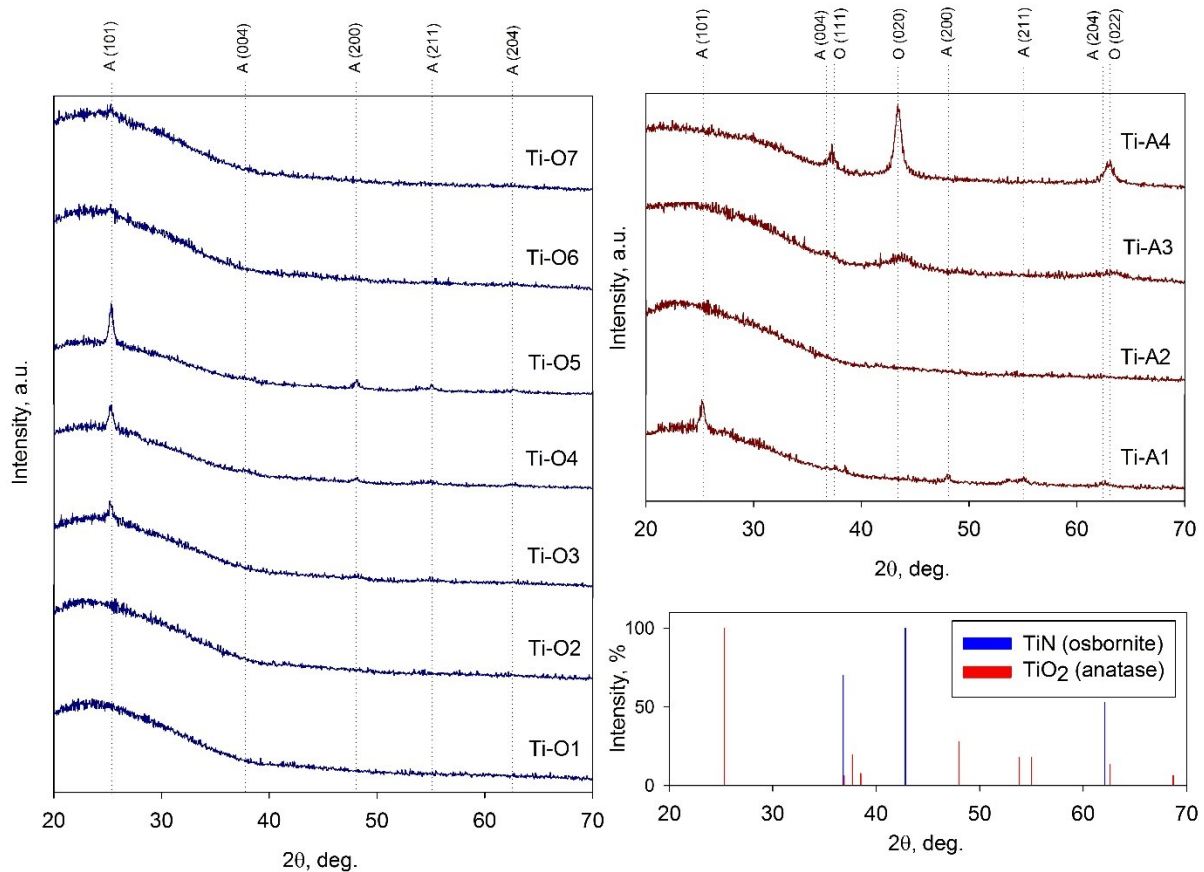 A (101)
A (004)
A (200)
A (211)
A (204)
Ti-O7
Ti-O6
Ti-O5
Ti-O4
Ti-O3
Ti-O2
Ti-O1
Intensity, a.u.
20 30 40 50 60 70
2θ, deg.
A (101)
A (004)
O (111)
O (020)
A (200)
A (211)
A (204)
O (022)
Ti-A4
Ti-A3
Ti-A2
Ti-A1
Intensity, a.u.
20 30 40 50 60 70
2θ, deg.
TiN (osbornite)
TiO2 (anatase)
Intensity, %
100
50
0
20 30 40 50 60 70
2θ, deg.